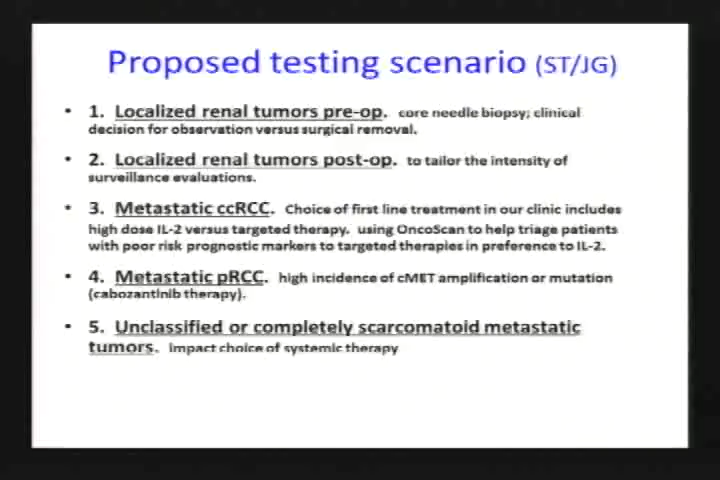 Proposed testing scenario (ST/JG)
• 1. Localized renal tumors pre-op. core needle biopsy; clinical
decision for observation versus surgical removal.
• 2. Localized renal tumors post-op. to tailor the intensity of
surveillance evaluations.
• 3. Metastatic ccRCC. Choice of first line treatment in our clinic includes
high dose IL-2 versus targeted therapy. using OncoScan to help triage patients
with poor risk prognostic markers to targeted therapies in preference to IL-2.
• 4. Metastatic pRCC. high incidence of cMET amplification or mutation
(cabozantinib therapy).
• 5. Unclassified or completely scarcomatoid metastatic
tumors. impact choice of systemic therapy